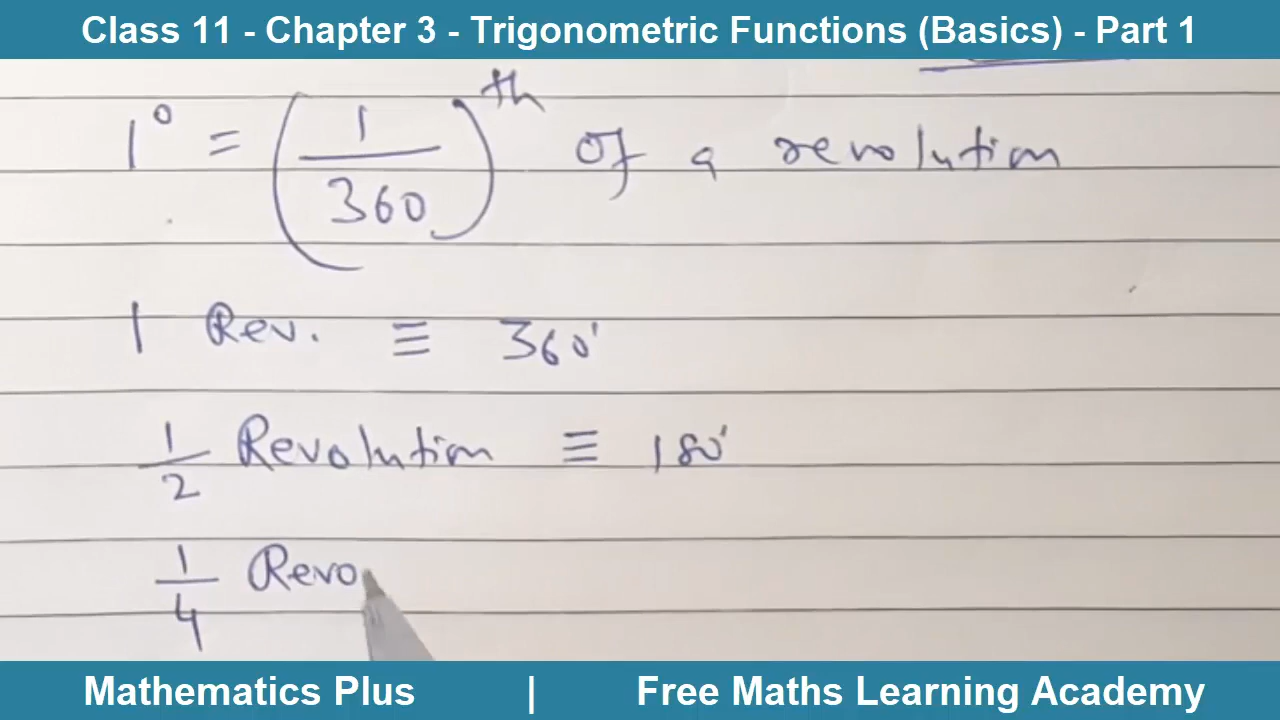 Class 11 - Chapter 3 - Trigonometric Functions (Basics) - Part 1
1° = (1/360)th of a revolution
1 Rev. ≡ 360°
1/2 Revolution ≡ 180°
1/4 Revo
Mathematics Plus | Free Maths Learning Academy